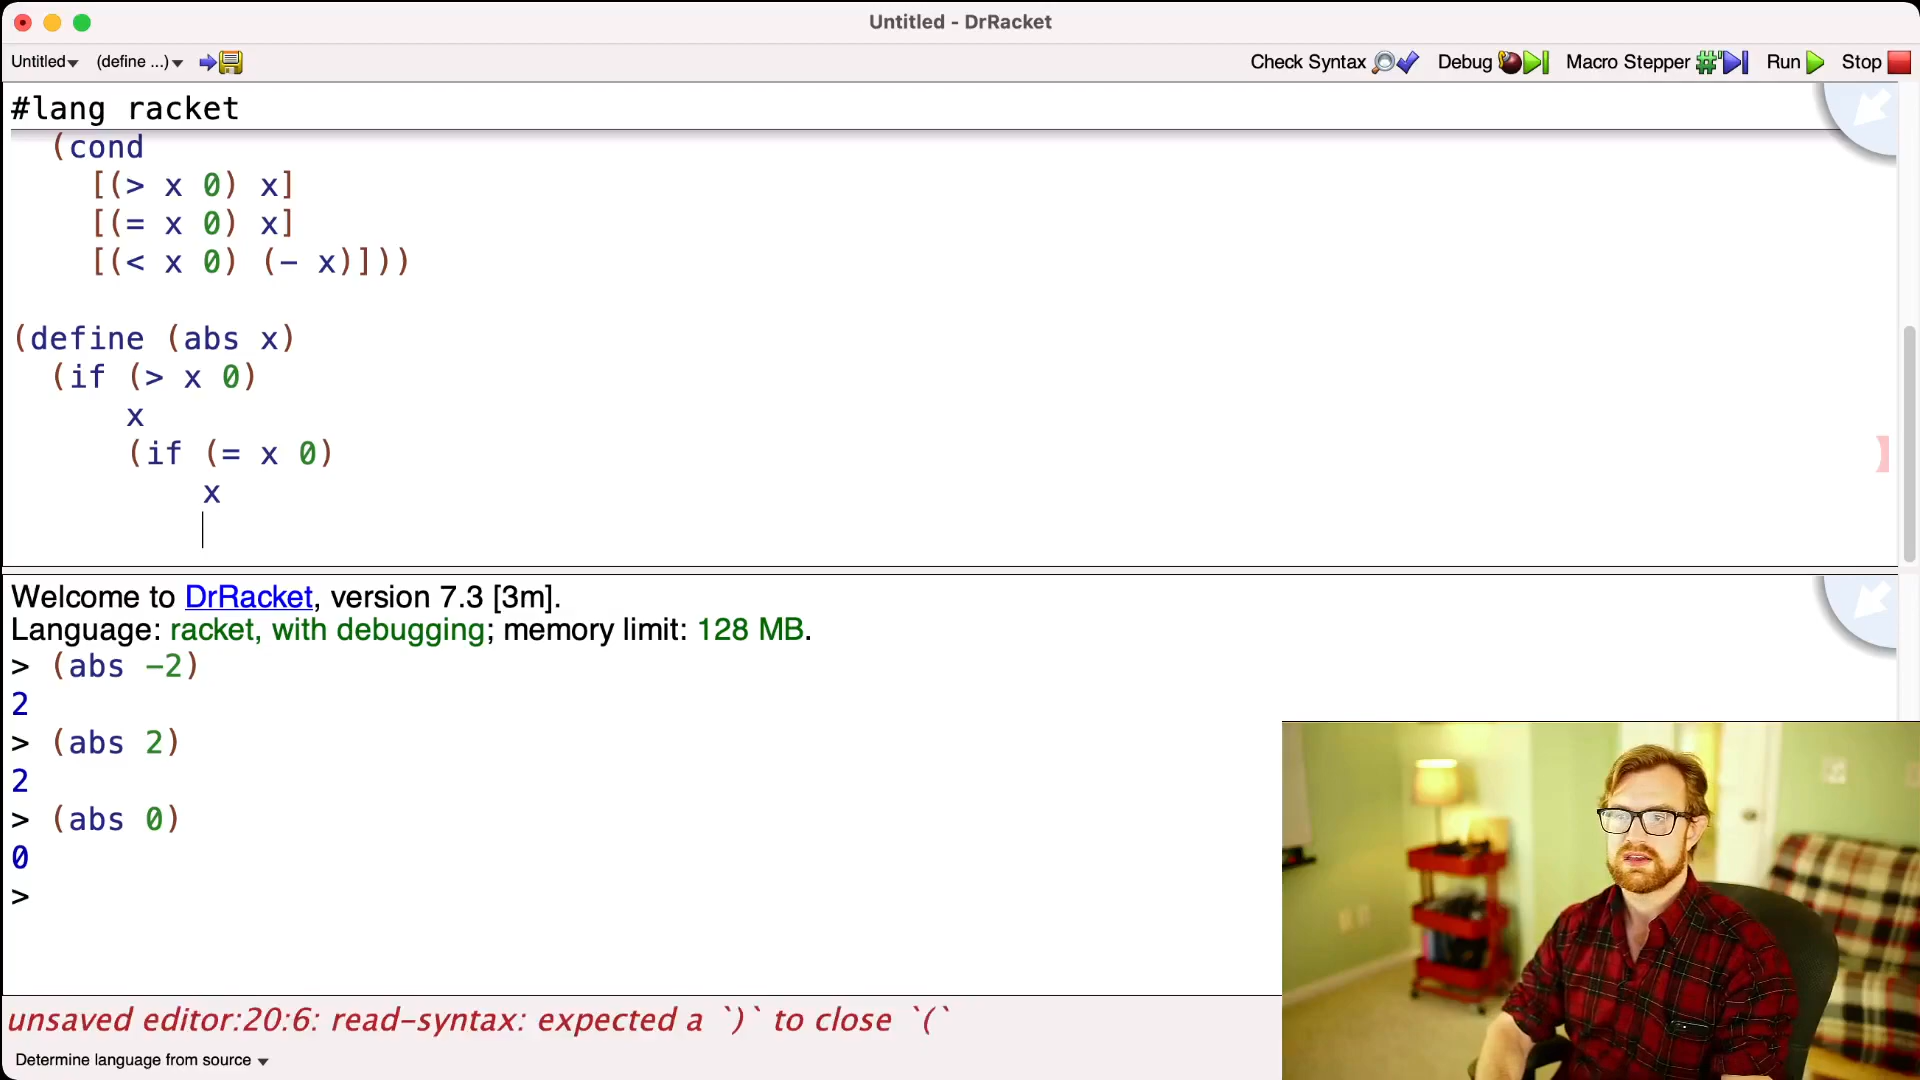 Untitled - DrRacket
Untitled (define ...) Check Syntax Debug Macro Stepper Run Stop
#lang racket
(cond
[(> x 0) x]
[(= x 0) x]
[(< x 0) (- x)]))
(define (abs x)
(if (> x 0)
x
(if (= x 0)
x
Welcome to DrRacket, version 7.3 [3m].
Language: racket, with debugging; memory limit: 128 MB.
> (abs -2)
2
> (abs 2)
2
> (abs 0)
0
>
unsaved editor:20:6: read-syntax: expected a `)` to close `(`
Determine language from source